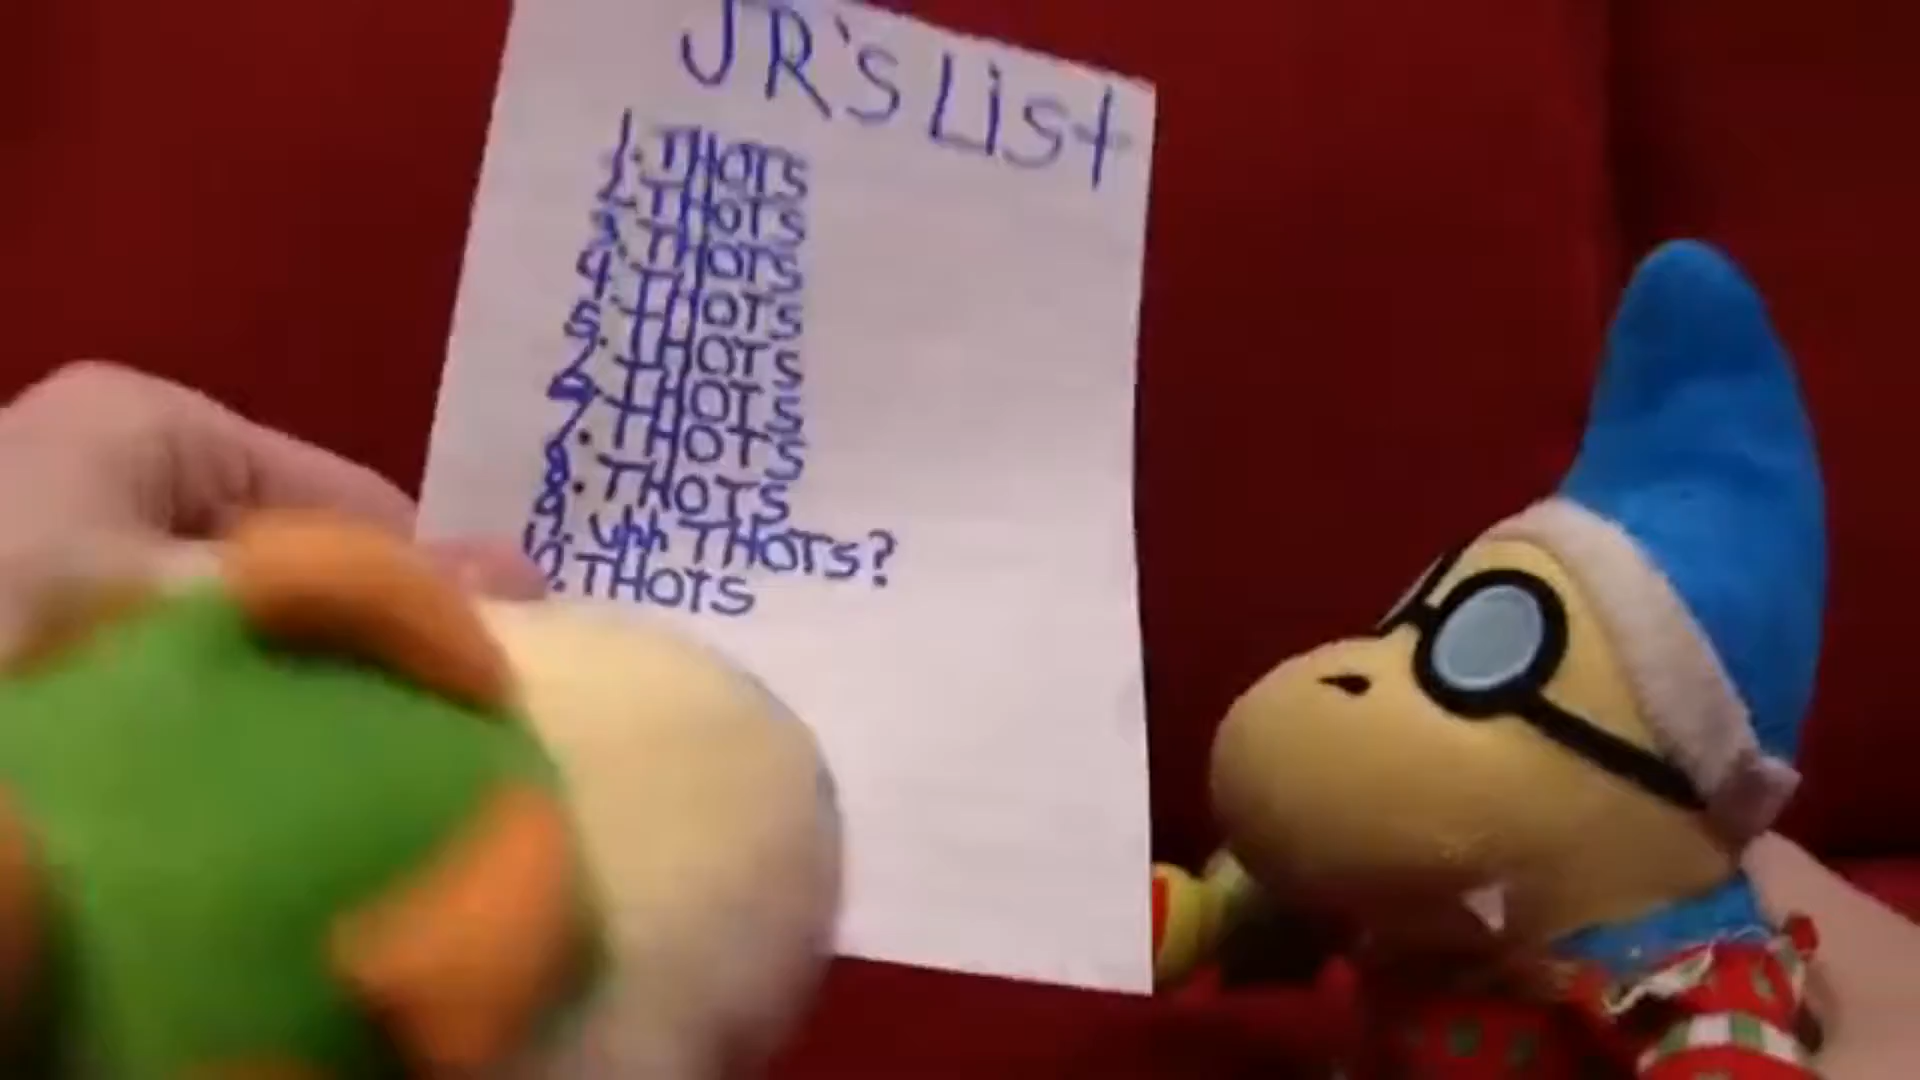 JR's List
1. THOTS
2. THOTS
3. THOTS
4. THOTS
5. THOTS
6. THOTS
7. THOTS
8. THOTS
9. uhh THOTS?
10. THOTS